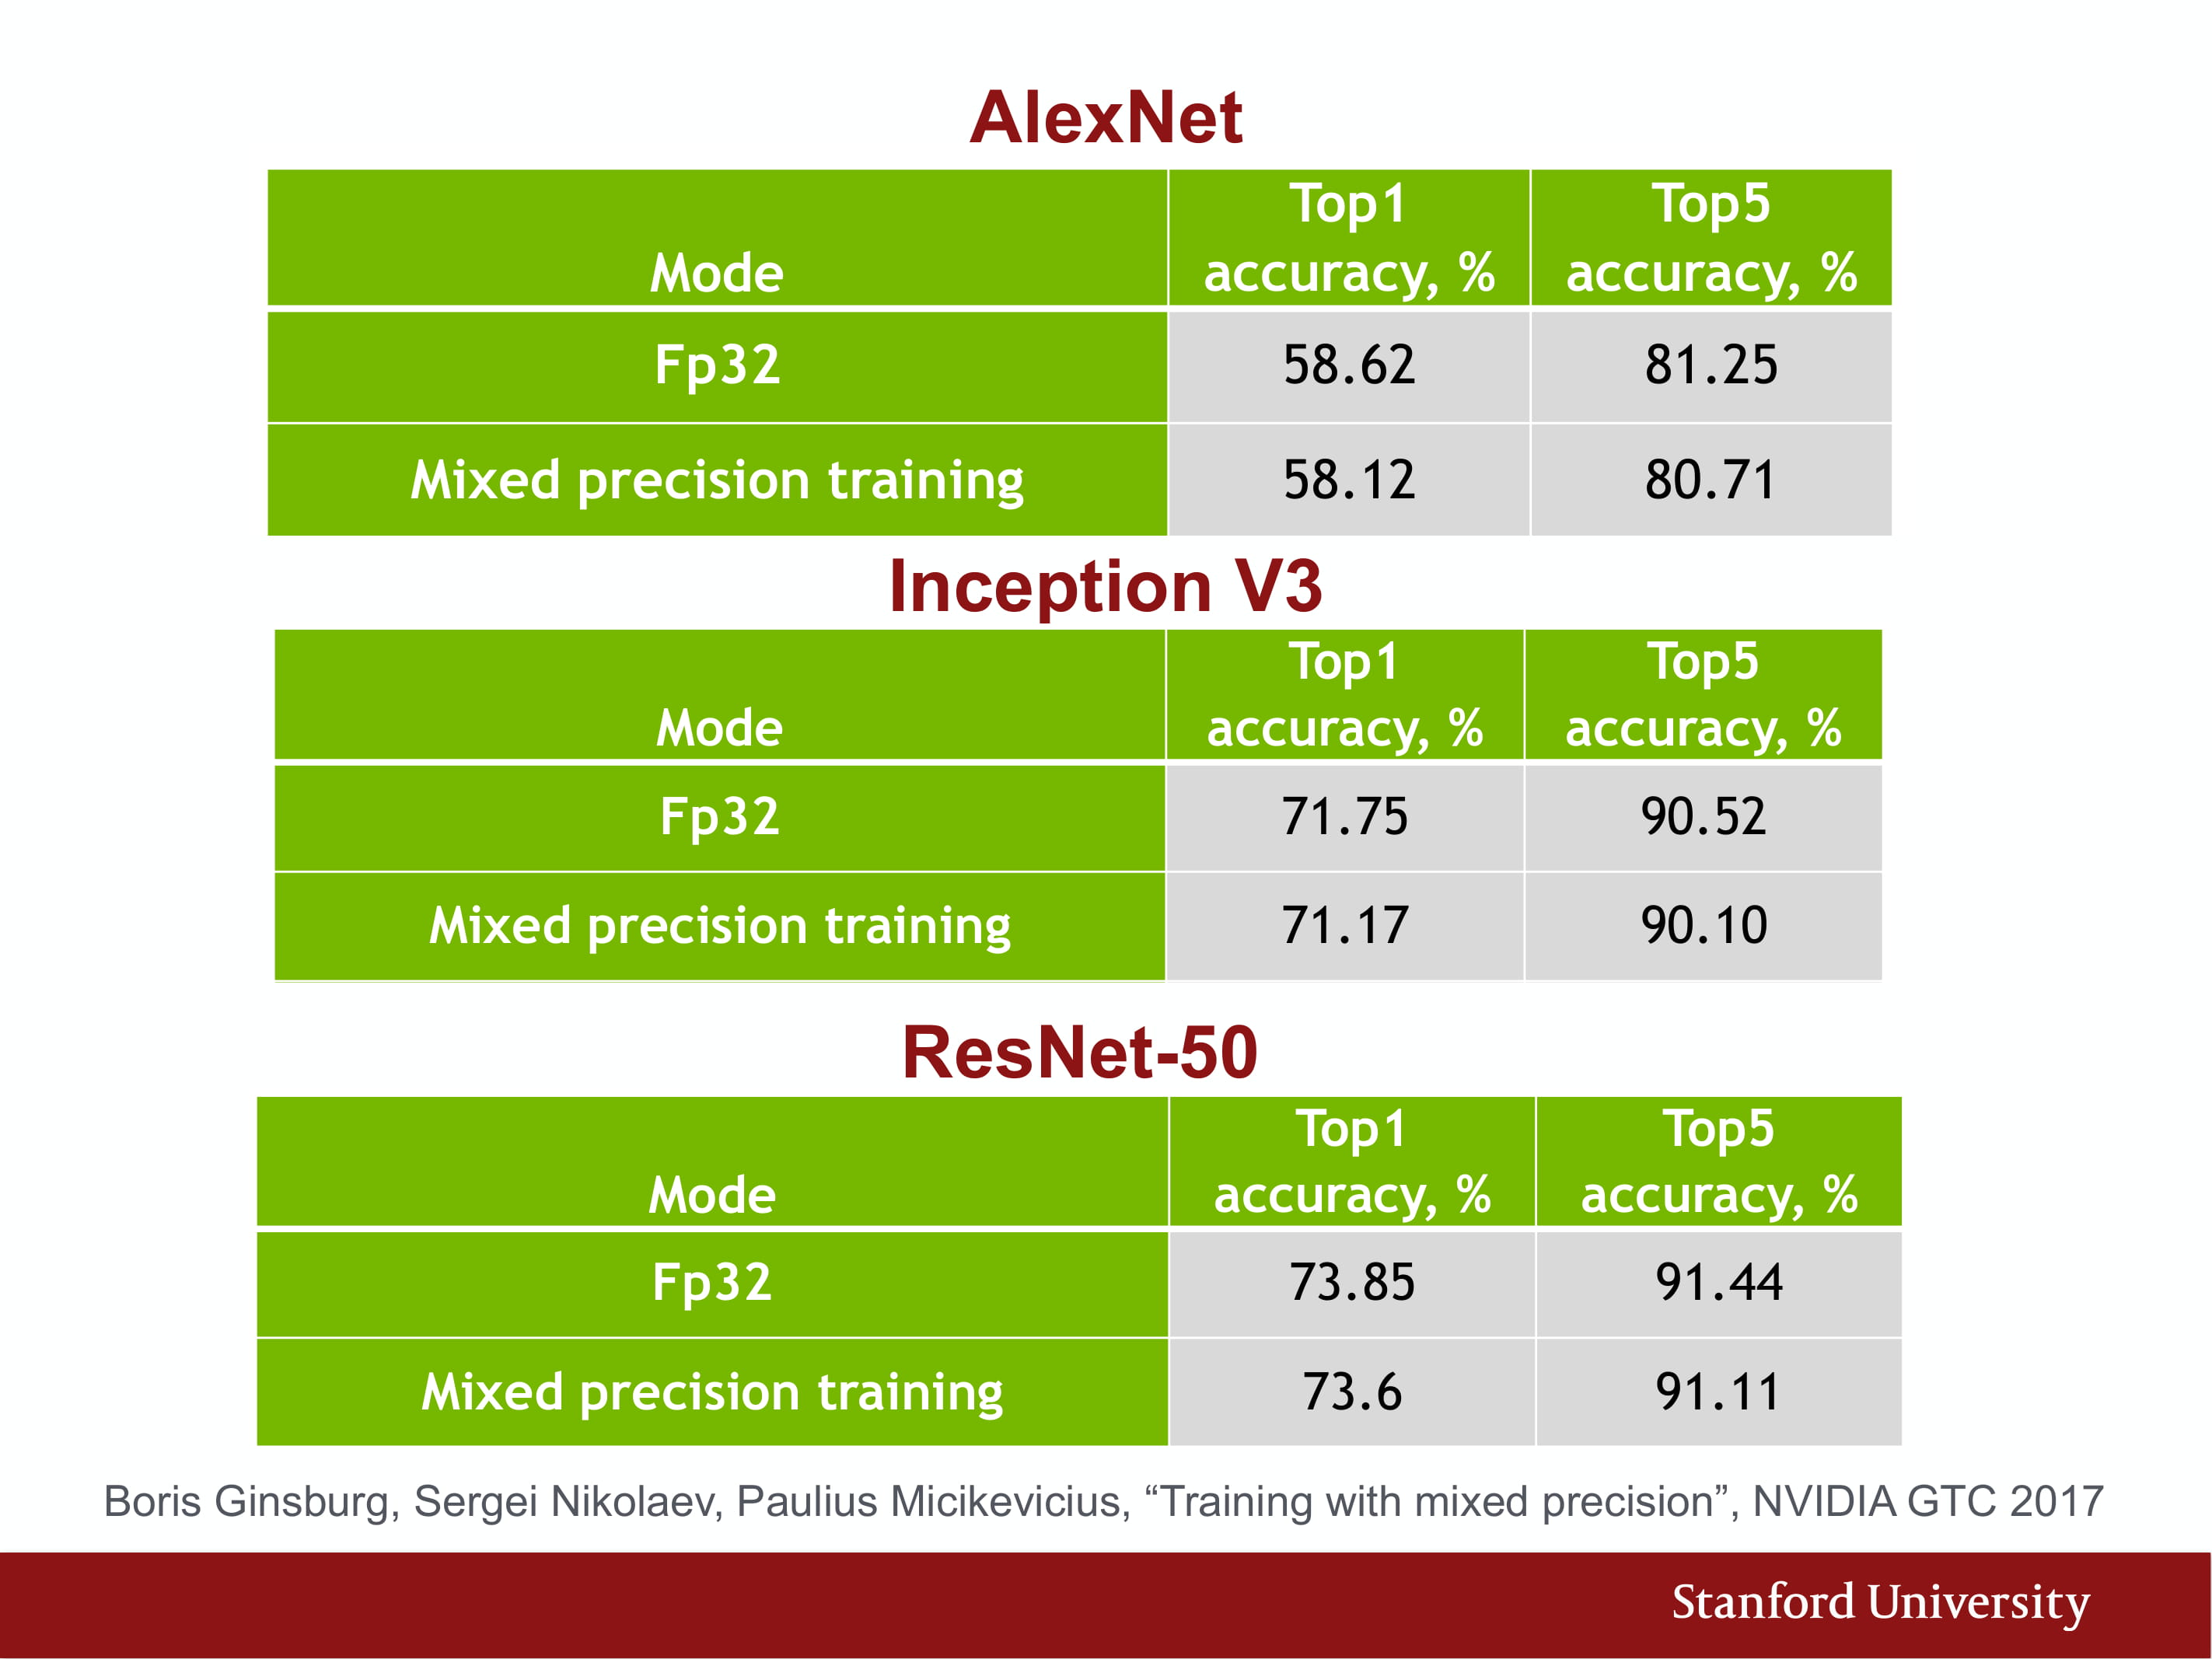 AlexNet
Mode Top1 accuracy, % Top5 accuracy, %
Fp32 58.62 81.25
Mixed precision training 58.12 80.71
Inception V3
Mode Top1 accuracy, % Top5 accuracy, %
Fp32 71.75 90.52
Mixed precision training 71.17 90.10
ResNet-50
Mode Top1 accuracy, % Top5 accuracy, %
Fp32 73.85 91.44
Mixed precision training 73.6 91.11
Boris Ginsburg, Sergei Nikolaev, Paulius Micikevicius, “Training with mixed precision”, NVIDIA GTC 2017
Stanford University